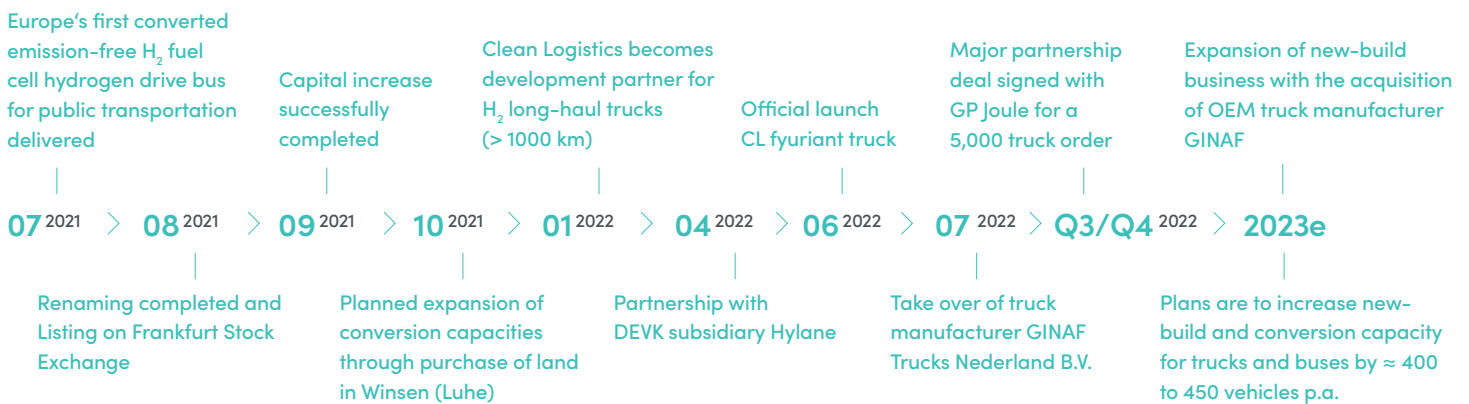 Europe‘s first converted
emission-free H₂ fuel
cell hydrogen drive bus
for public transportation
delivered
Capital increase
successfully
completed
Clean Logistics becomes
development partner for
H₂ long-haul trucks
(> 1000 km)
Official launch
CL fyuriant truck
Major partnership
deal signed with
GP Joule for a
5,000 truck order
Expansion of new-build
business with the acquisition
of OEM truck manufacturer
GINAF
07 2021 > 08 2021 > 09 2021 > 10 2021 > 01 2022 > 04 2022 > 06 2022 > 07 2022 > Q3/Q4 2022 > 2023e
Renaming completed and
Listing on Frankfurt Stock
Exchange
Planned expansion of
conversion capacities
through purchase of land
in Winsen (Luhe)
Partnership with
DEVK subsidiary Hylane
Take over of truck
manufacturer GINAF
Trucks Nederland B.V.
Plans are to increase new-
build and conversion capacity
for trucks and buses by ≈ 400
to 450 vehicles p.a.